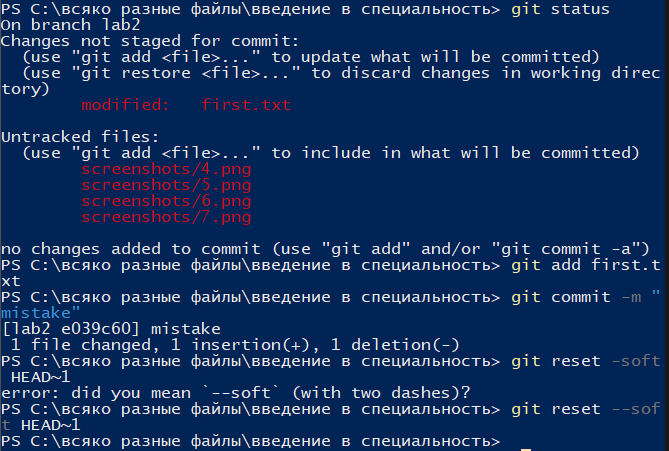 PS C:\всяко разные файлы\введение в специальность> git status
On branch lab2
Changes not staged for commit:
  (use "git add <file>..." to update what will be committed)
  (use "git restore <file>..." to discard changes in working direc
tory)
        modified:   first.txt

Untracked files:
  (use "git add <file>..." to include in what will be committed)
        screenshots/4.png
        screenshots/5.png
        screenshots/6.png
        screenshots/7.png

no changes added to commit (use "git add" and/or "git commit -a")
PS C:\всяко разные файлы\введение в специальность> git add first.t
xt
PS C:\всяко разные файлы\введение в специальность> git commit -m "
mistake"
[lab2 e039c60] mistake
 1 file changed, 1 insertion(+), 1 deletion(-)
PS C:\всяко разные файлы\введение в специальность> git reset -soft
 HEAD~1
error: did you mean `--soft` (with two dashes)?
PS C:\всяко разные файлы\введение в специальность> git reset --sof
t HEAD~1
PS C:\всяко разные файлы\введение в специальность>